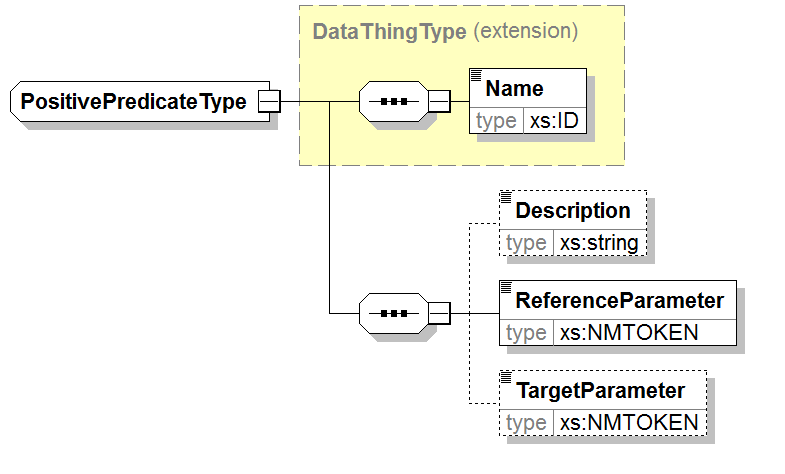 DataThingType (extension)
PositivePredicateType
Name
type xs:ID
Description
type xs:string
ReferenceParameter
type xs:NMTOKEN
TargetParameter
type xs:NMTOKEN